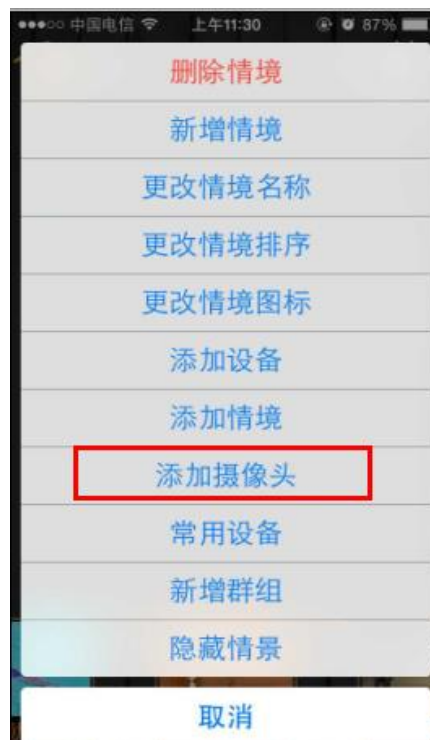 中国电信 上午11:30 87%
删除情境
新增情境
更改情境名称
更改情境排序
更改情境图标
添加设备
添加情境
添加摄像头
常用设备
新增群组
隐藏情景
取消